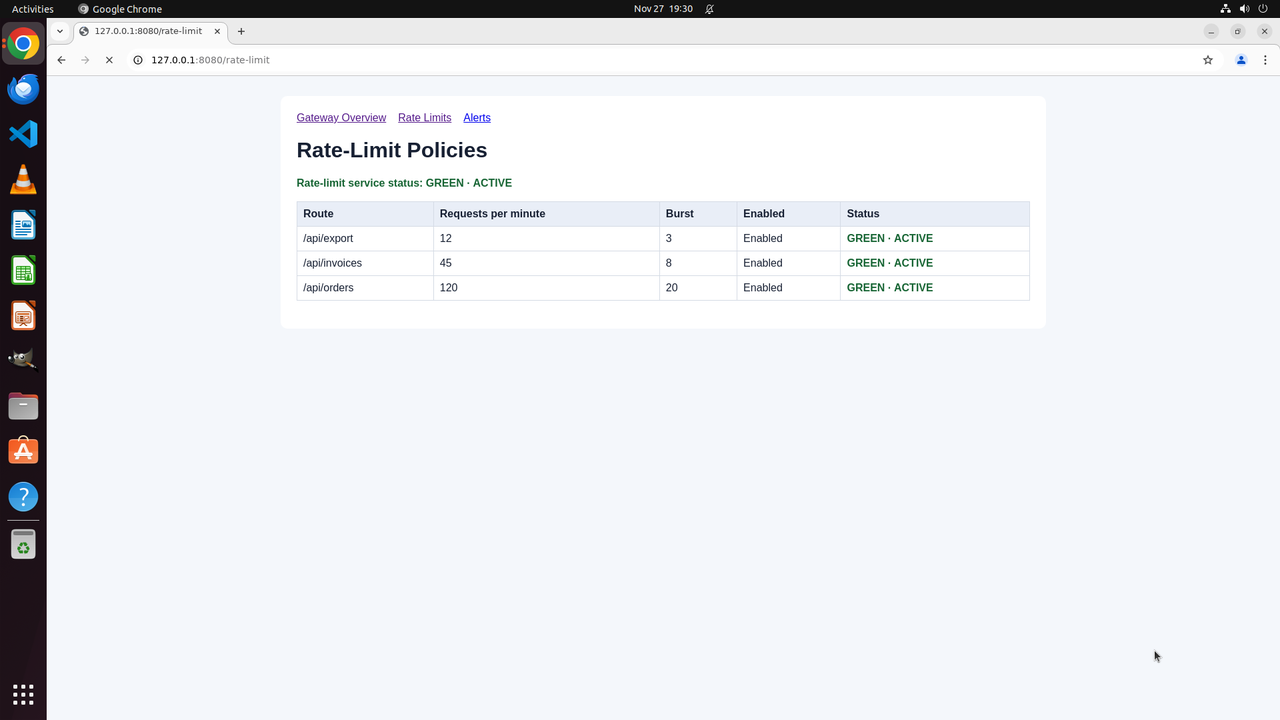 Activities Google Chrome Nov 27 19:30
127.0.0.1:8080/rate-limit
127.0.0.1:8080/rate-limit
Gateway Overview Rate Limits Alerts
Rate-Limit Policies
Rate-limit service status: GREEN · ACTIVE
Route Requests per minute Burst Enabled Status
/api/export 12 3 Enabled GREEN · ACTIVE
/api/invoices 45 8 Enabled GREEN · ACTIVE
/api/orders 120 20 Enabled GREEN · ACTIVE